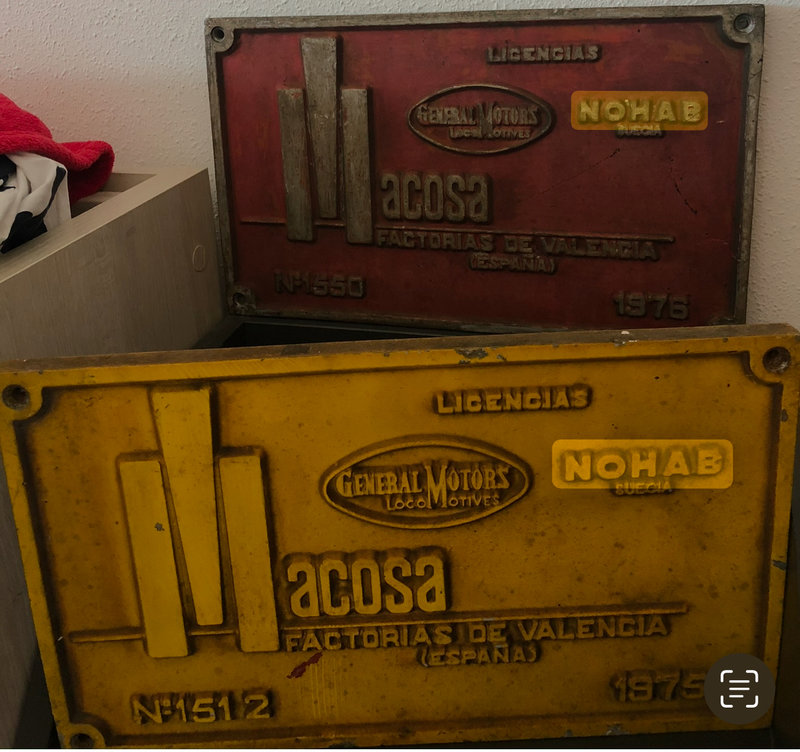 LICENCIAS
GENERAL MOTORS
LOCOMOTIVES
NOHAB
SUECIA
Macosa
FACTORIAS DE VALENCIA
(ESPAÑA)
Nº1550
1976
LICENCIAS
GENERAL MOTORS
LOCOMOTIVES
NOHAB
SUECIA
Macosa
FACTORIAS DE VALENCIA
(ESPAÑA)
Nº1512
1975